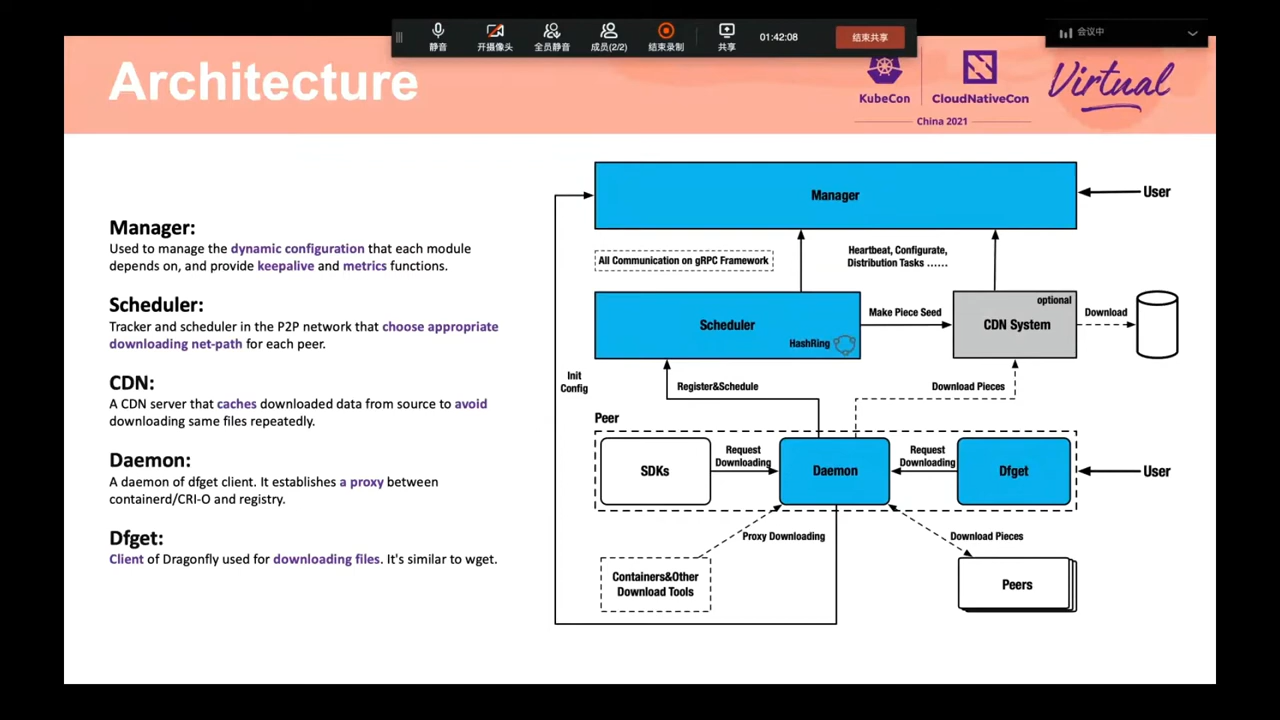 静音
开摄像头
全员静音
成员(2/2)
结束录制
共享
01:42:08
结束共享
会议中
Architecture
KubeCon
CloudNativeCon
China 2021
Virtual
Manager:
Used to manage the dynamic configuration that each module
depends on, and provide keepalive and metrics functions.
Scheduler:
Tracker and scheduler in the P2P network that choose appropriate
downloading net-path for each peer.
CDN:
A CDN server that caches downloaded data from source to avoid
downloading same files repeatedly.
Daemon:
A daemon of dfget client. It establishes a proxy between
containerd/CRI-O and registry.
Dfget:
Client of Dragonfly used for downloading files. It's similar to wget.
Manager
User
All Communication on gRPC Framework
Heartbeat, Configurate,
Distribution Tasks ……
Scheduler
HashRing
Make Piece Seed
optional
CDN System
Download
Init
Config
Register&Schedule
Download Pieces
Peer
SDKs
Request
Downloading
Daemon
Request
Downloading
Dfget
User
Proxy Downloading
Download Pieces
Containers&Other
Download Tools
Peers